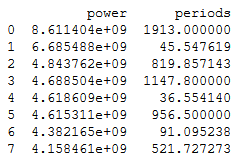 power periods
0 8.611404e+09 1913.000000
1 6.685488e+09 45.547619
2 4.843762e+09 819.857143
3 4.688504e+09 1147.800000
4 4.618609e+09 36.554140
5 4.615311e+09 956.500000
6 4.382165e+09 91.095238
7 4.158461e+09 521.727273